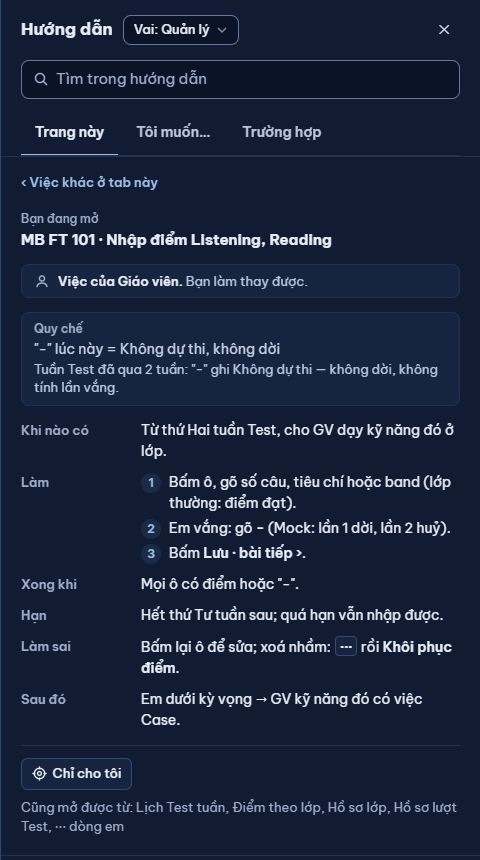 Hướng dẫn
Vai: Quản lý
Tìm trong hướng dẫn
Trang này
Tôi muốn...
Trường hợp
‹ Việc khác ở tab này
Bạn đang mở
MB FT 101 · Nhập điểm Listening, Reading
Việc của Giáo viên. Bạn làm thay được.
Quy chế
"-" lúc này = Không dự thi, không dời
Tuần Test đã qua 2 tuần: "-" ghi Không dự thi — không dời, không
tính lần vắng.
Khi nào có
Từ thứ Hai tuần Test, cho GV dạy kỹ năng đó ở
lớp.
Làm
1 Bấm ô, gõ số câu, tiêu chí hoặc band (lớp
thường: điểm đạt).
2 Em vắng: gõ - (Mock: lần 1 dời, lần 2 huỷ).
3 Bấm Lưu · bài tiếp ›.
Xong khi
Mọi ô có điểm hoặc "-".
Hạn
Hết thứ Tư tuần sau; quá hạn vẫn nhập được.
Làm sai
Bấm lại ô để sửa; xoá nhầm: ··· rồi Khôi phục
điểm.
Sau đó
Em dưới kỳ vọng → GV kỹ năng đó có việc
Case.
Chỉ cho tôi
Cũng mở được từ: Lịch Test tuần, Điểm theo lớp, Hồ sơ lớp, Hồ sơ lượt
Test, ··· dòng em